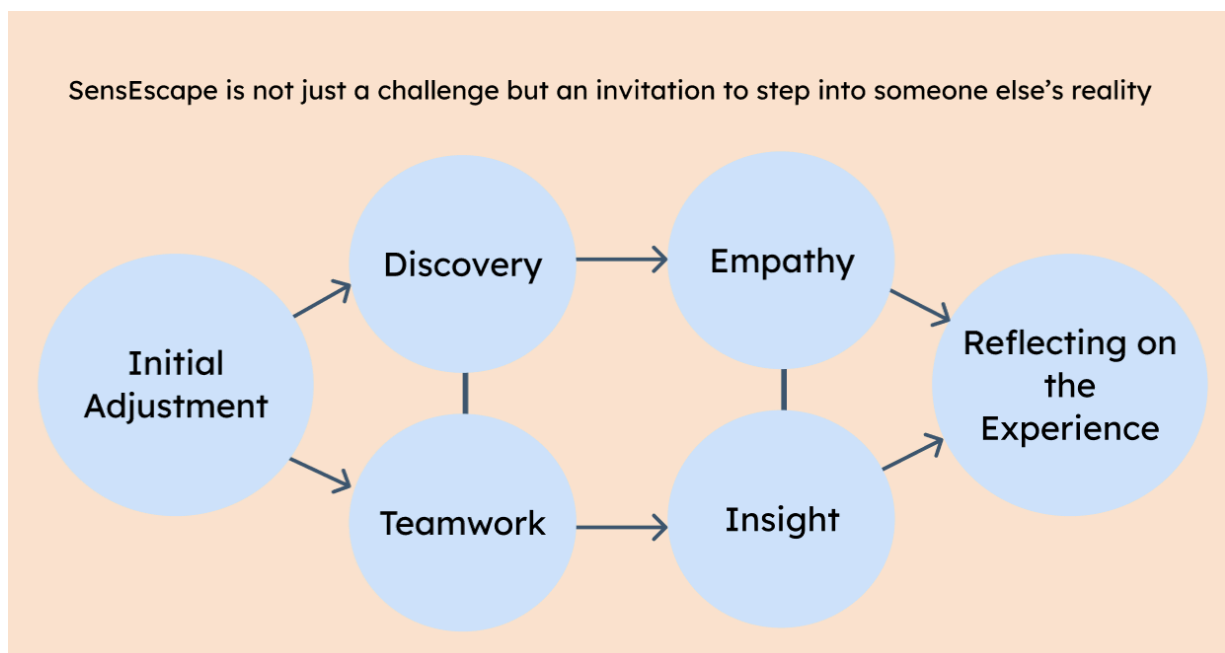 SensEscape is not just a challenge but an invitation to step into someone else’s reality
Initial
Adjustment
Discovery
Teamwork
Empathy
Insight
Reflecting on
the
Experience